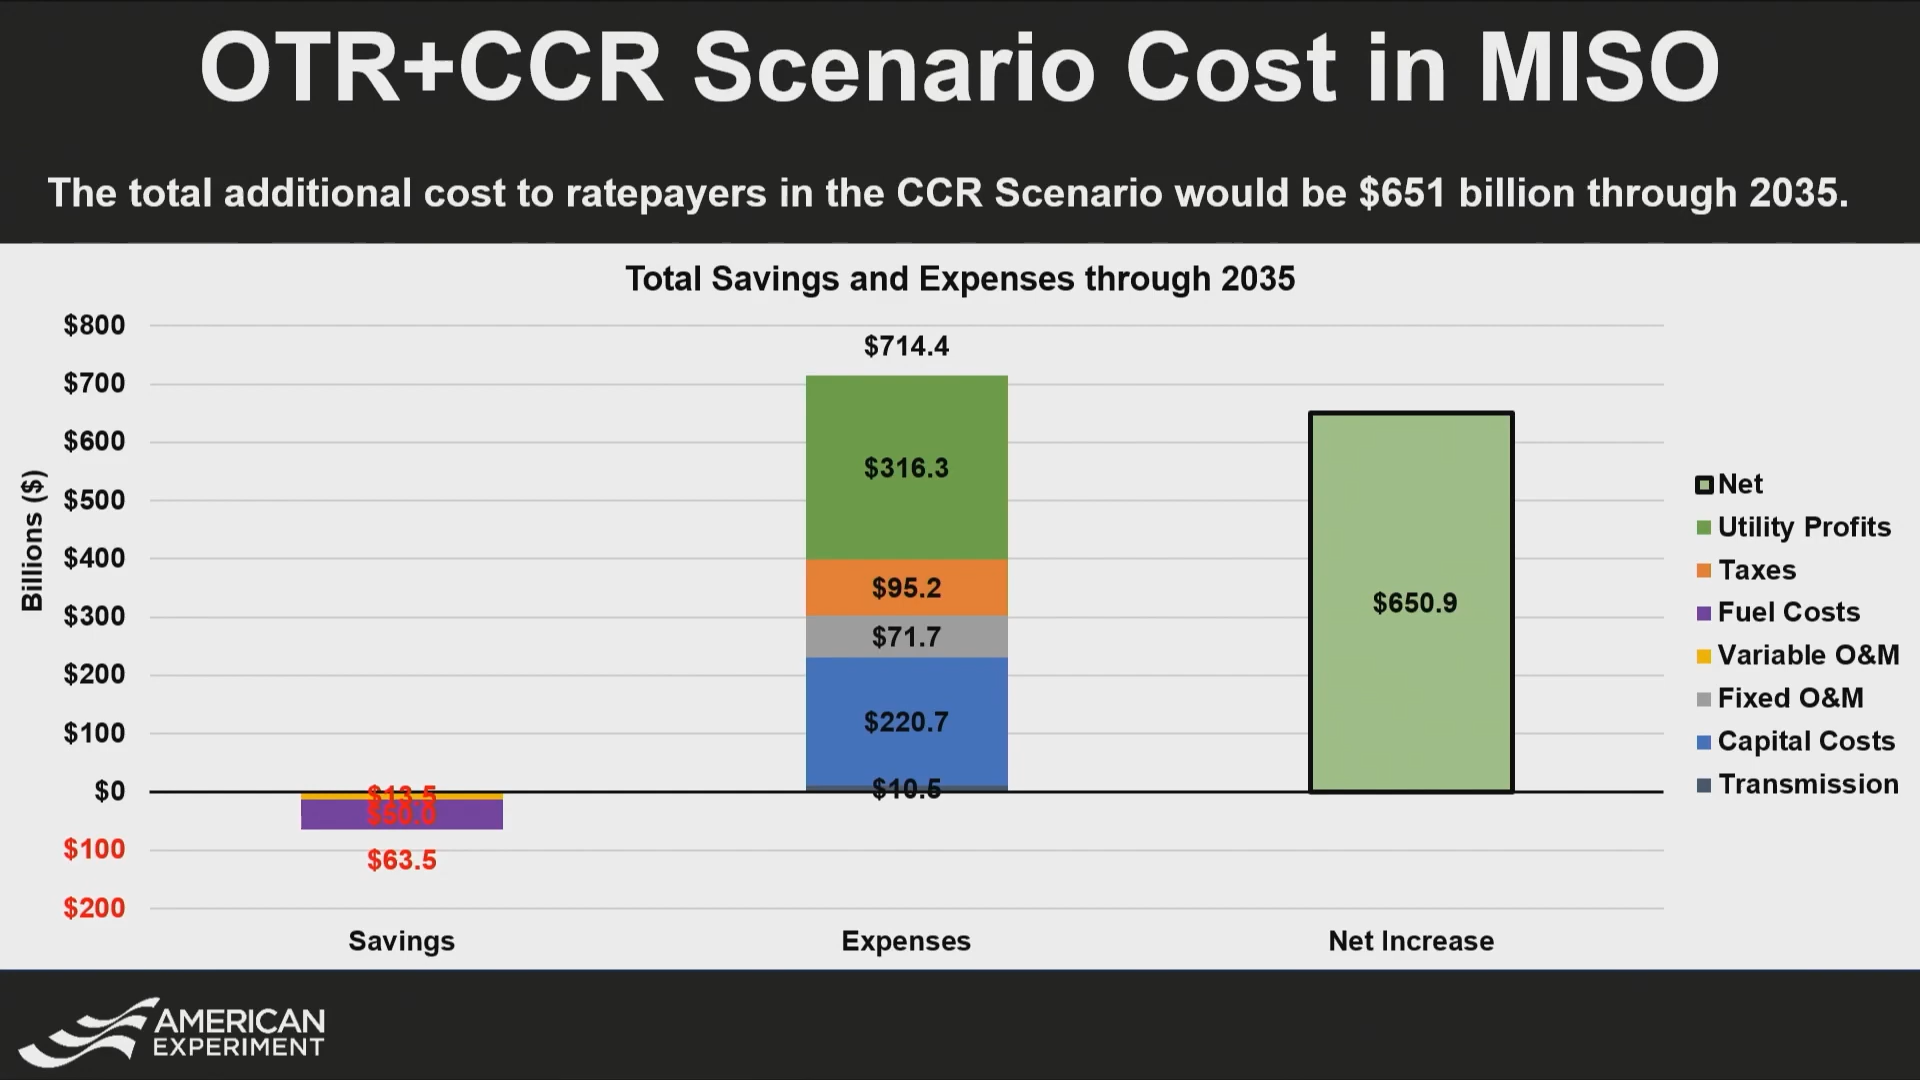 OTR+CCR Scenario Cost in MISO
The total additional cost to ratepayers in the CCR Scenario would be $651 billion through 2035.
Total Savings and Expenses through 2035
Billions ($)
$800
$700
$600
$500
$400
$300
$200
$100
$0
$100
$200
$13.5
$50.0
$63.5
$714.4
$316.3
$95.2
$71.7
$220.7
$10.5
$650.9
Savings
Expenses
Net Increase
Net
Utility Profits
Taxes
Fuel Costs
Variable O&M
Fixed O&M
Capital Costs
Transmission
AMERICAN
EXPERIMENT